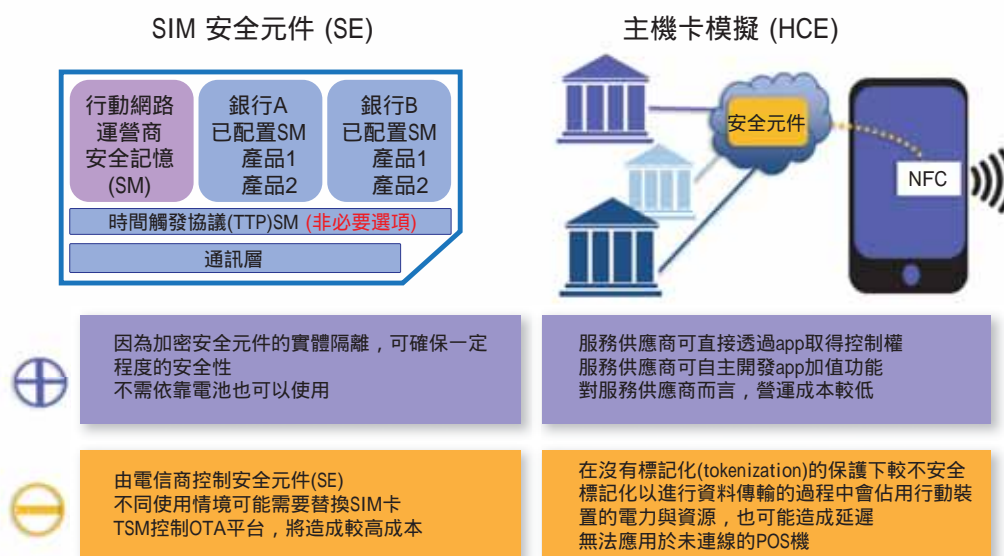 SIM 安全元件 (SE)
主機卡模擬 (HCE)
行動網路
運營商
安全記憶
(SM)
銀行A
已配置SM
產品1
產品2
銀行B
已配置SM
產品1
產品2
時間觸發協議(TTP)SM (非必要選項)
通訊層
安全元件
NFC
因為加密安全元件的實體隔離，可確保一定
程度的安全性
不需依靠電池也可以使用
服務供應商可直接透過app取得控制權
服務供應商可自主開發app加值功能
對服務供應商而言，營運成本較低
由電信商控制安全元件(SE)
不同使用情境可能需要替換SIM卡
TSM控制OTA平台，將造成較高成本
在沒有標記化(tokenization)的保護下較不安全
標記化以進行資料傳輸的過程中會佔用行動裝
置的電力與資源，也可能造成延遲
無法應用於未連線的POS機